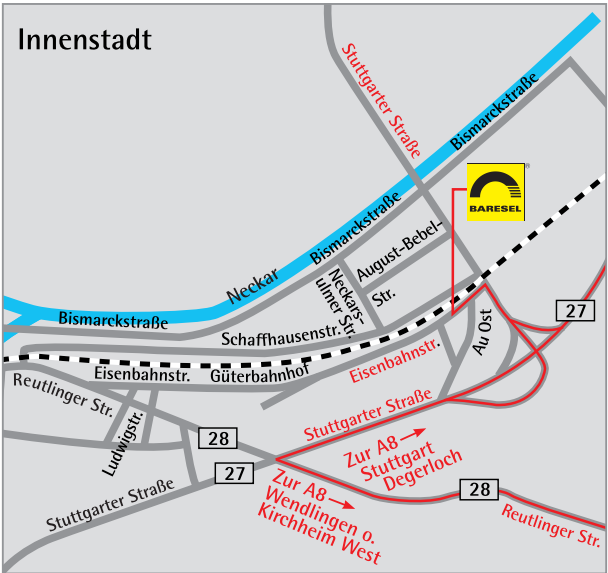 Innenstadt
Stuttgarter Straße
Bismarckstraße
BARESEL
®
Bismarckstraße
August-Bebel-
Str.
Neckar
Neckars-
ulmer Str.
27
Bismarckstraße
Schaffhausenstr.
Au Ost
Eisenbahnstr.
Eisenbahnstr.
Güterbahnhof
Reutlinger Str.
Ludwigstr.
Stuttgarter Straße
28
27
Zur A8
Stuttgart
Degerloch
Zur A8
Wendlingen o.
Kirchheim West
28
Stuttgarter Straße
Reutlinger Str.